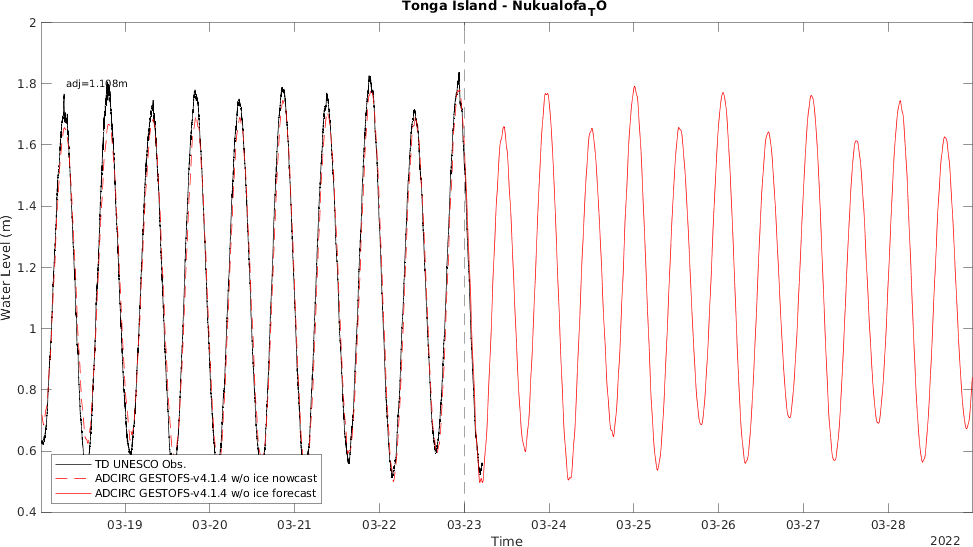 Tonga Island - NukualofaTO
2
adj=1.108m
1.8
1.6
1.4
1.2
1
0.8
0.6
0.4
Water Level (m)
TD UNESCO Obs.
ADCIRC GESTOFS-v4.1.4 w/o ice nowcast
ADCIRC GESTOFS-v4.1.4 w/o ice forecast
03-19 03-20 03-21 03-22 03-23 03-24 03-25 03-26 03-27 03-28
Time
2022